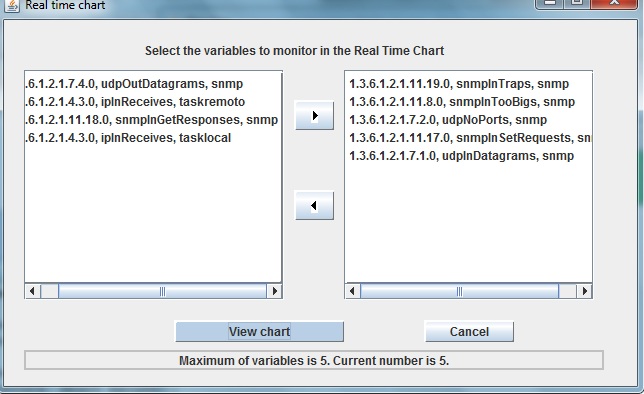 Real time chart
Select the variables to monitor in the Real Time Chart
.6.1.2.1.7.4.0, udpOutDatagrams, snmp
.6.1.2.1.4.3.0, ipInReceives, taskremoto
.6.1.2.1.11.18.0, snmpInGetResponses, snmp
.6.1.2.1.4.3.0, ipInReceives, tasklocal
1.3.6.1.2.1.11.19.0, snmpInTraps, snmp
1.3.6.1.2.1.11.8.0, snmpInTooBigs, snmp
1.3.6.1.2.1.7.2.0, udpNoPorts, snmp
1.3.6.1.2.1.11.17.0, snmpInSetRequests, sn
1.3.6.1.2.1.7.1.0, udpInDatagrams, snmp
View chart
Cancel
Maximum of variables is 5. Current number is 5.